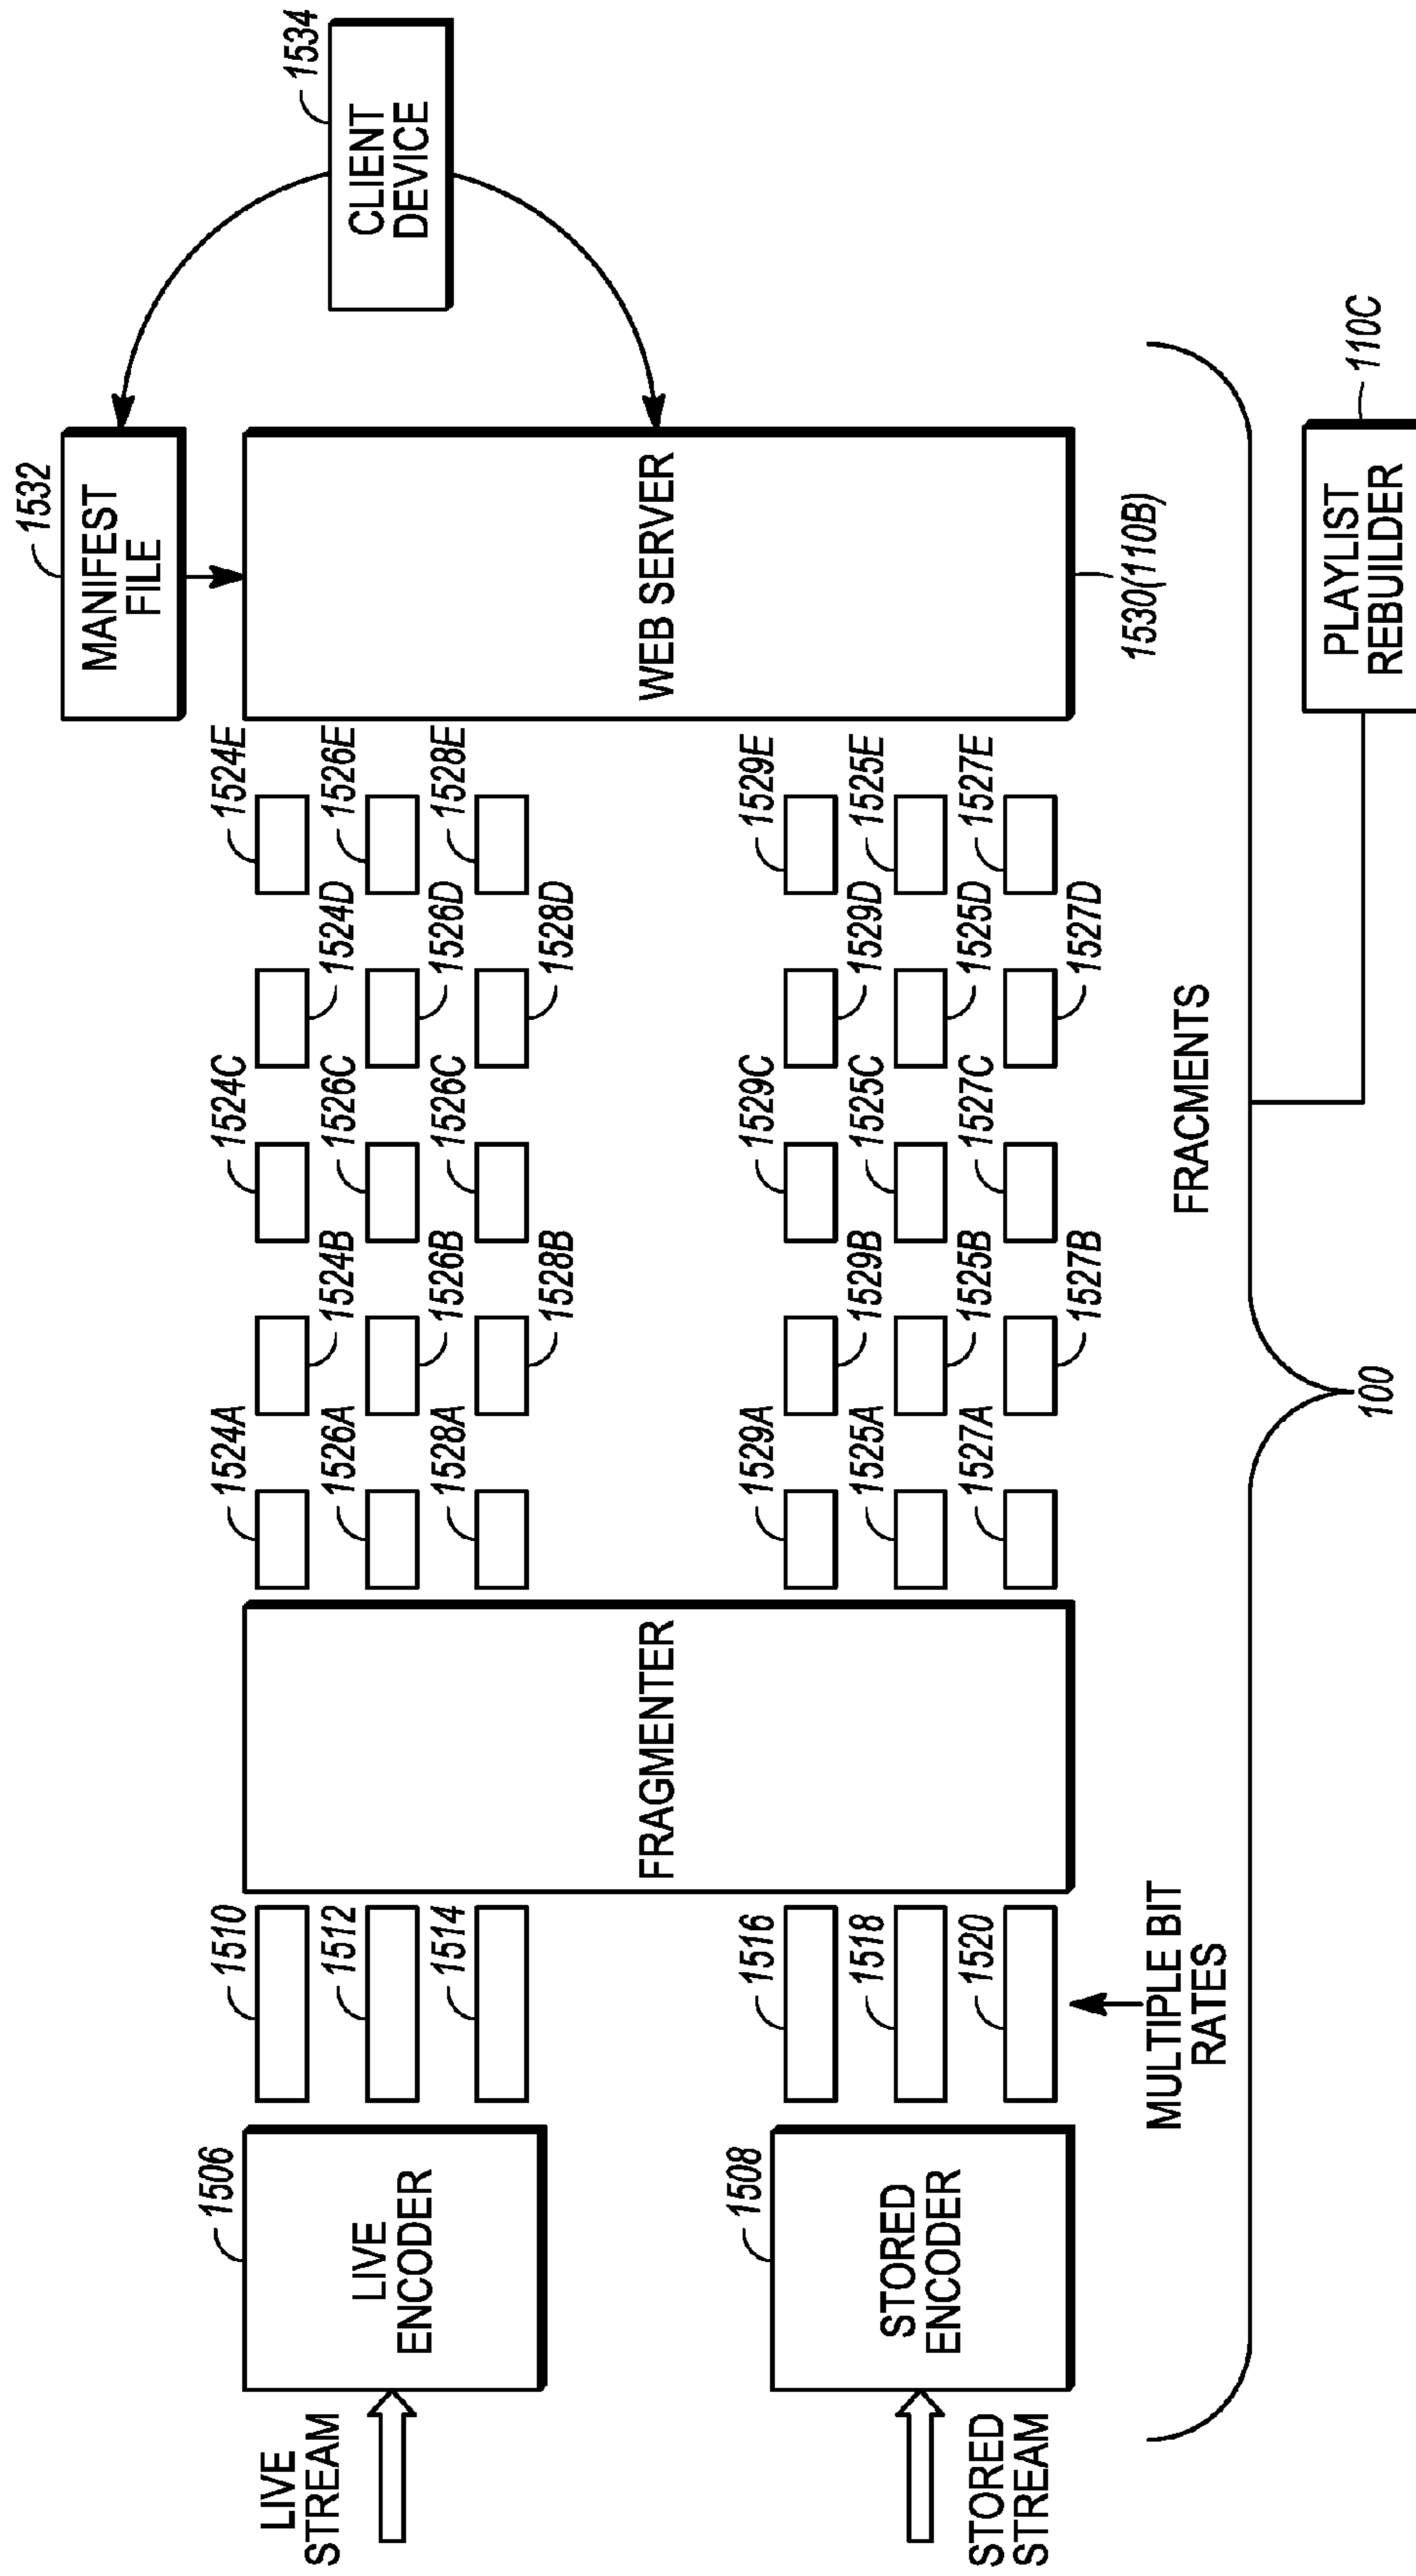 LIVE
STREAM
1506
LIVE
ENCODER
STORED
STREAM
1508
STORED
ENCODER
1510
1512
1514
1516
1518
1520
MULTIPLE BIT
RATES
FRAGMENTER
1524A
1524B
1524C
1524D
1524E
1526A
1526B
1526C
1526D
1526E
1528A
1528B
1526C
1528D
1528E
1529A
1529B
1529C
1529D
1529E
1525A
1525B
1525C
1525D
1525E
1527A
1527B
1527C
1527D
1527E
FRACMENTS
1532
MANIFEST
FILE
WEB SERVER
1530(110B)
1534
CLIENT
DEVICE
100
PLAYLIST
REBUILDER
110C